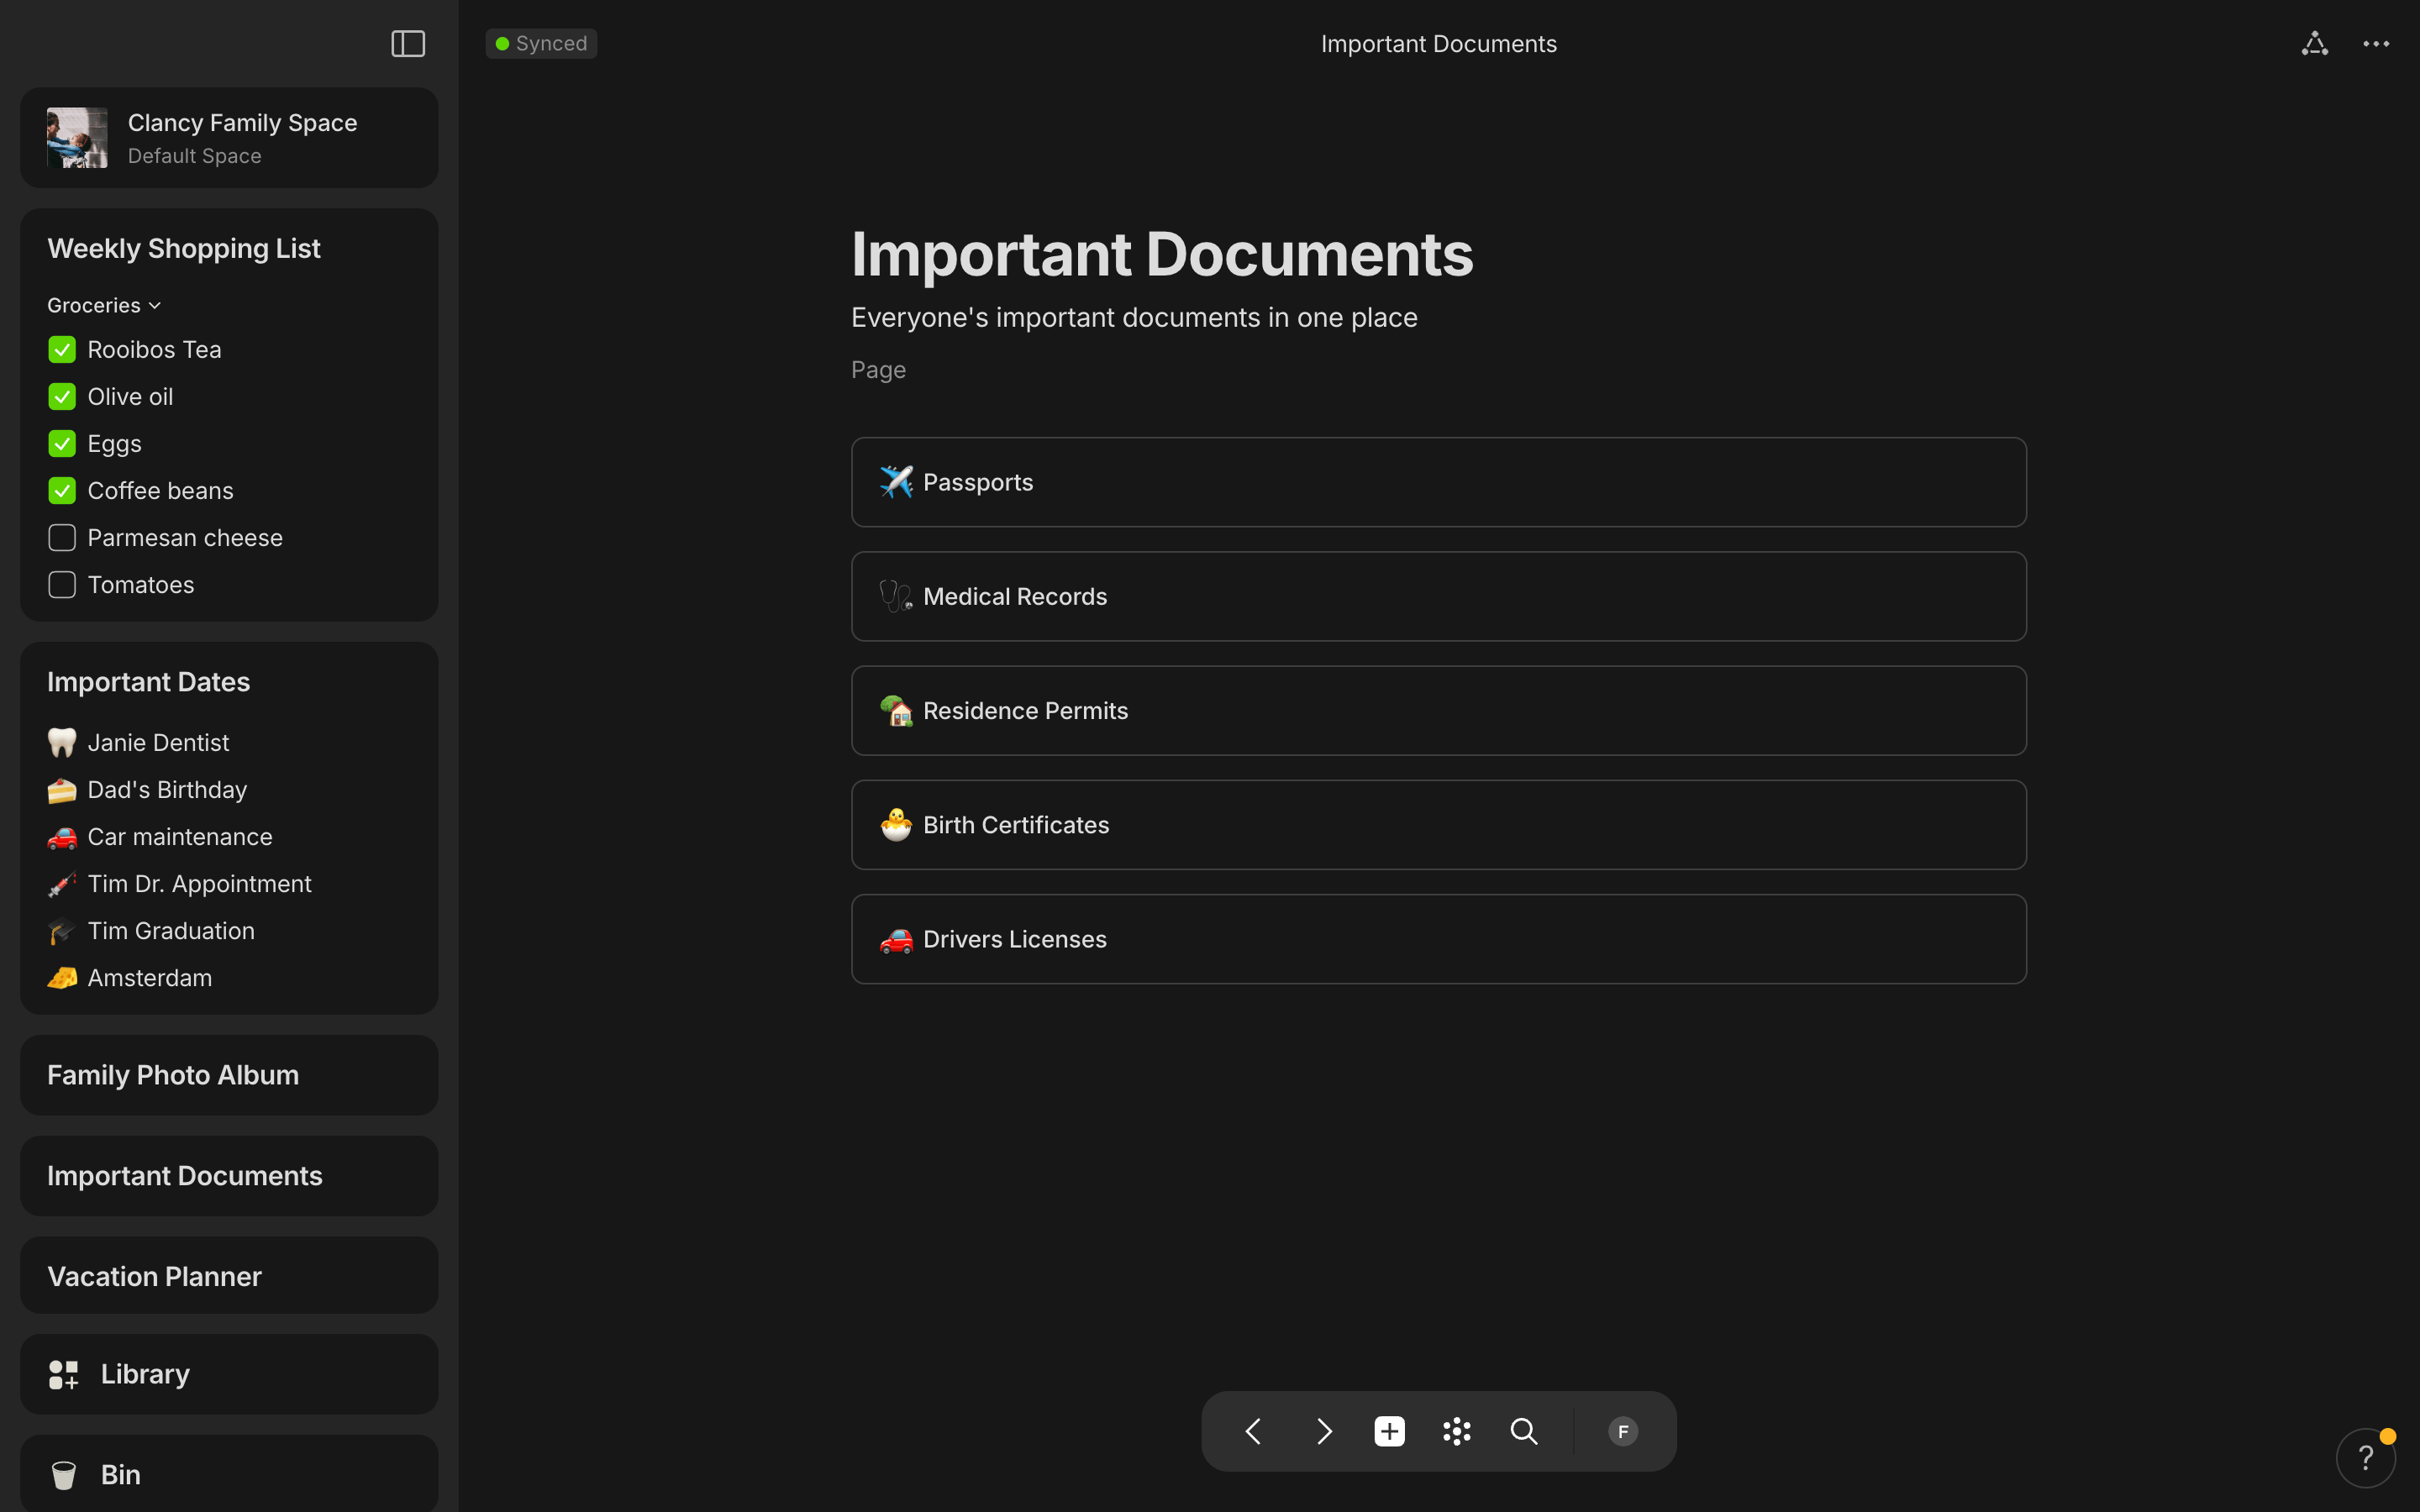 Synced
Important Documents
Clancy Family Space
Default Space
Weekly Shopping List
Groceries
Rooibos Tea
Olive oil
Eggs
Coffee beans
Parmesan cheese
Tomatoes
Important Dates
Janie Dentist
Dad's Birthday
Car maintenance
Tim Dr. Appointment
Tim Graduation
Amsterdam
Family Photo Album
Important Documents
Vacation Planner
Library
Bin
Important Documents
Everyone's important documents in one place
Page
Passports
Medical Records
Residence Permits
Birth Certificates
Drivers Licenses
F
?